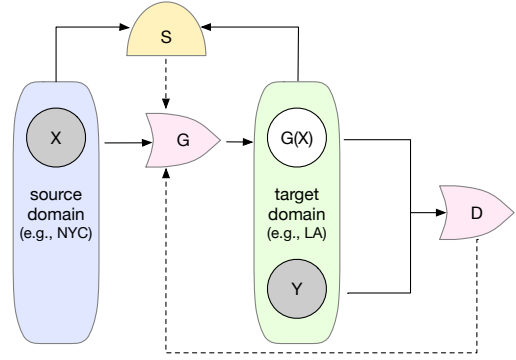 S
X
G
G(X)
source
domain
(e.g., NYC)
target
domain
(e.g., LA)
D
Y